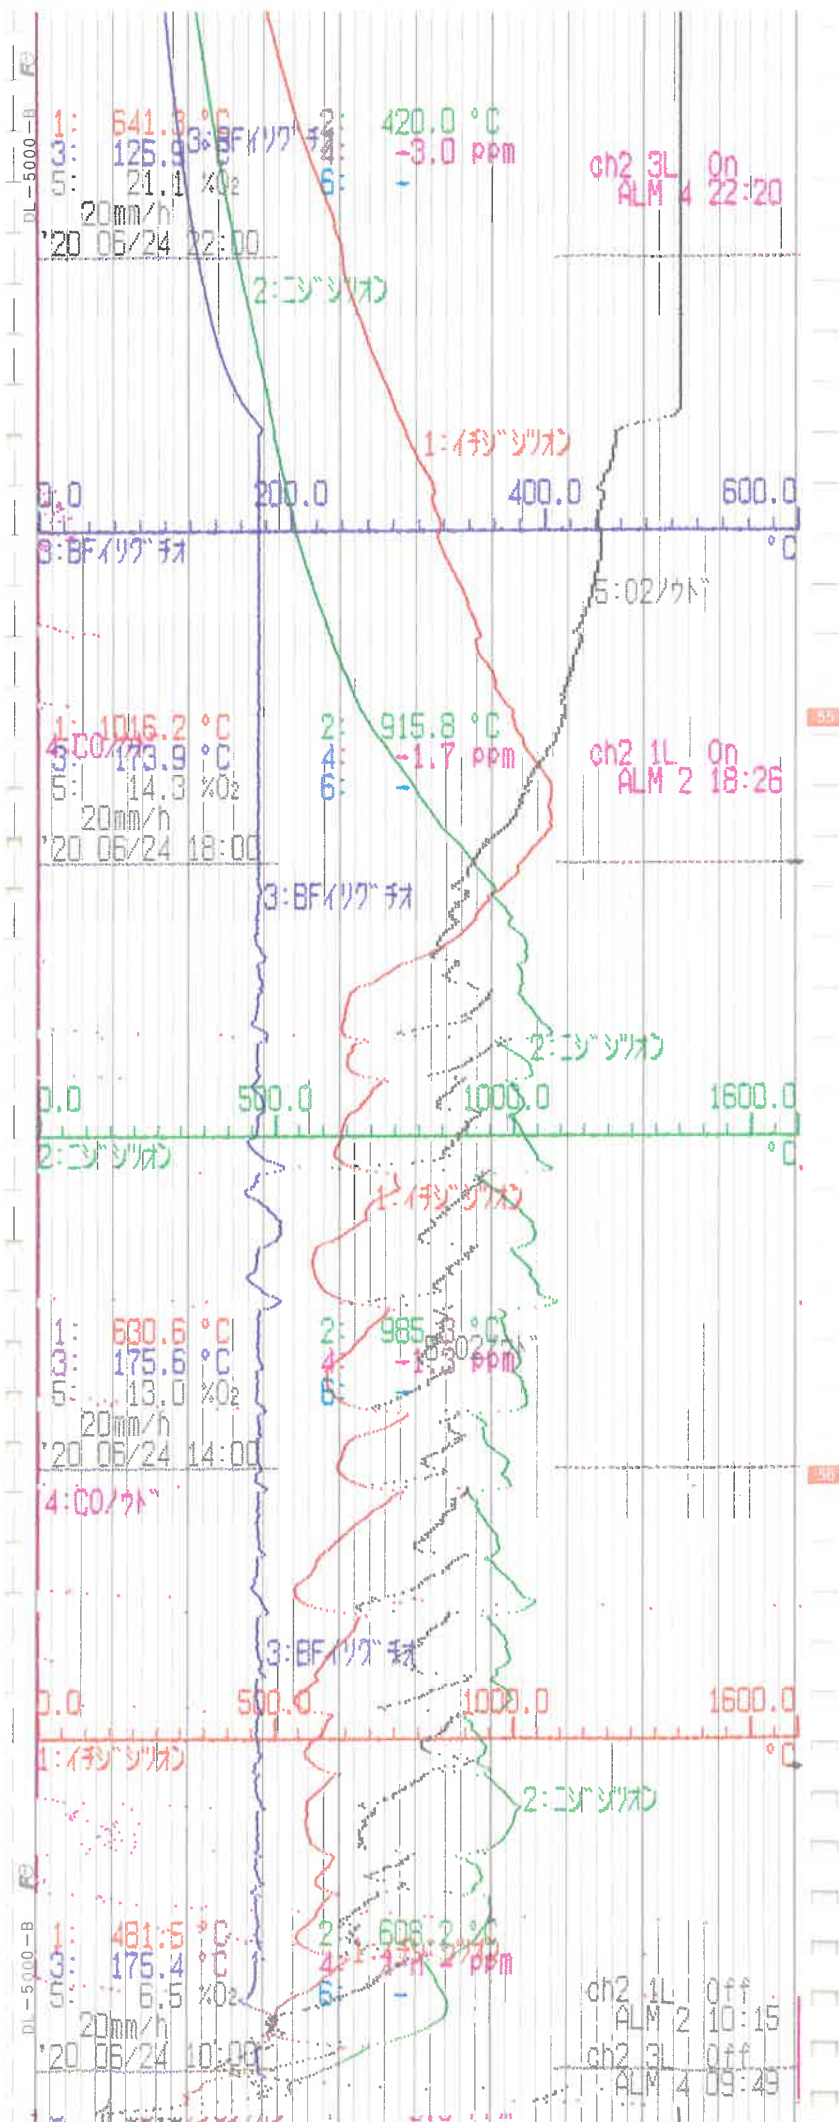 DL-5000-B
1: 641.3 °C 2: 420.0 °C
3: 125.9 °C 4: -3.0 ppm
3:BFイリグチオ
5: 21.1 %O2 6: -
20mm/h
'20 06/24 22:00
ch2 3L On
ALM 4 22:20
2:ニジシツオン
1:イチジシツオン
0.0 200.0 400.0 600.0
3:BFイリグチオ °C
5:O2ノウド
1: 1016.2 °C 2: 915.8 °C
3: 173.9 °C 4: -1.7 ppm
4:COノウド
5: 14.3 %O2 6: -
20mm/h
'20 06/24 18:00
ch2 1L On
ALM 2 18:26
3:BFイリグチオ
2:ニジシツオン
0.0 500.0 1000.0 1600.0
2:ニジシツオン °C
1:イチジシツオン
1: 630.6 °C 2: 985.3 °C
3: 175.6 °C 4: -1.3 ppm
5: 13.0 %O2 6: -
20mm/h
'20 06/24 14:00
4:COノウド
3:BFイリグチオ
0.0 500.0 1000.0 1600.0
1:イチジシツオン °C
2:ニジシツオン
DL-5000-B
1: 481.6 °C 2: 608.2 °C
3: 175.4 °C 4: ppm
5: 6.5 %O2 6: -
20mm/h
'20 06/24 10:00
ch2 1L Off
ALM 2 10:15
ch2 3L Off
ALM 4 09:49
55
56